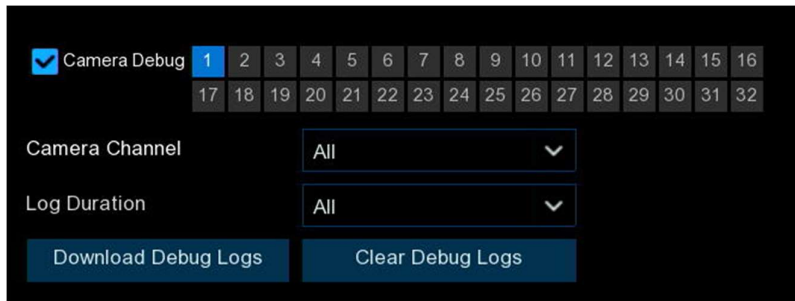 Camera Debug 1 2 3 4 5 6 7 8 9 10 11 12 13 14 15 16
17 18 19 20 21 22 23 24 25 26 27 28 29 30 31 32
Camera Channel All
Log Duration All
Download Debug Logs Clear Debug Logs